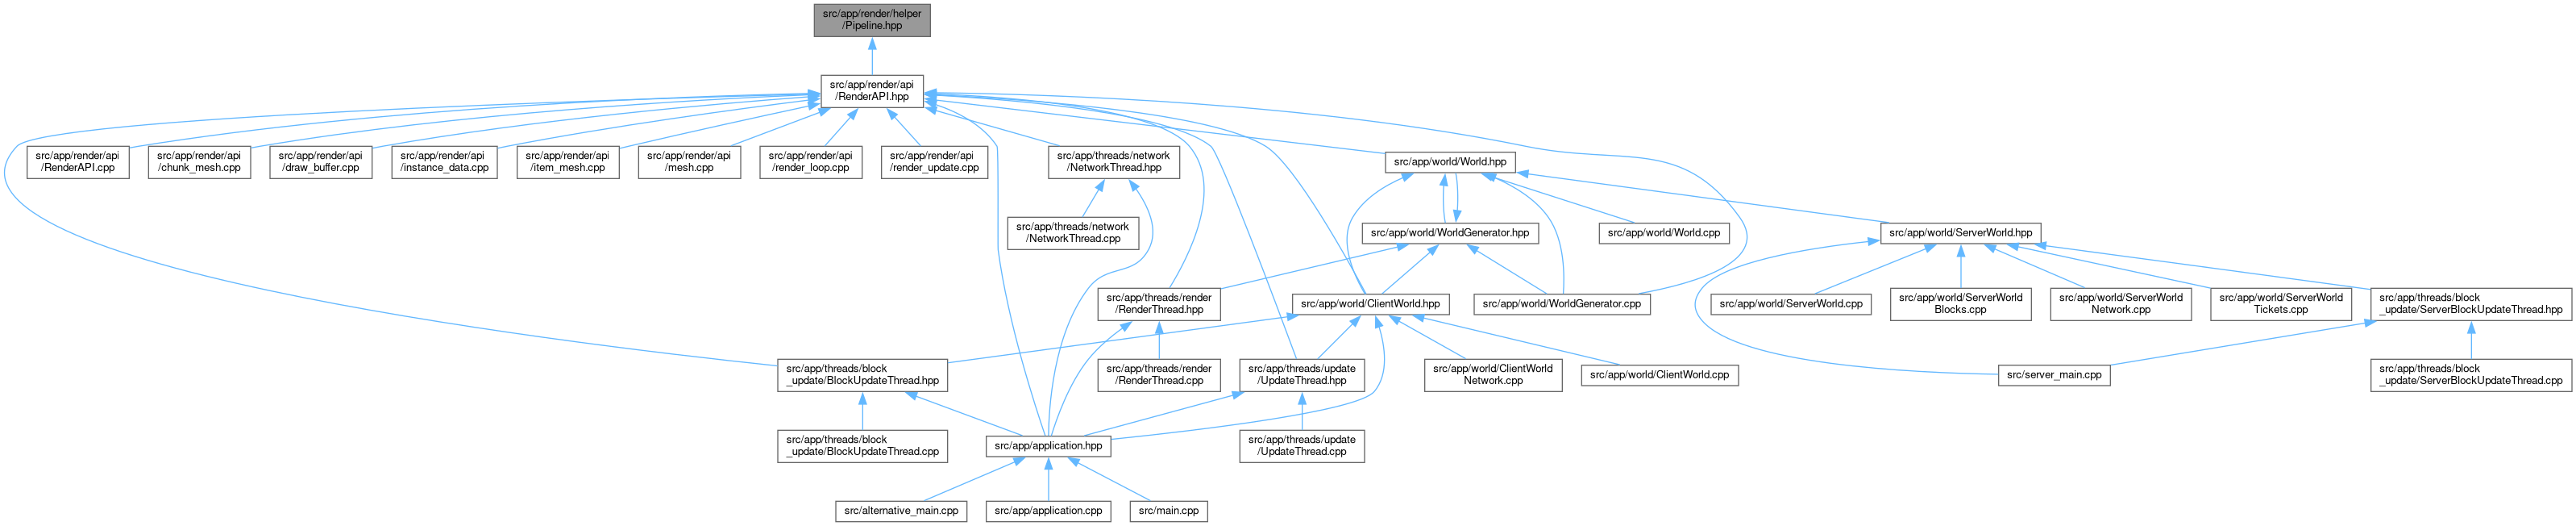 src/app/render/helper
/Pipeline.hpp
src/app/render/api
/RenderAPI.hpp
src/app/render/api
/RenderAPI.cpp
src/app/render/api
/chunk_mesh.cpp
src/app/render/api
/draw_buffer.cpp
src/app/render/api
/instance_data.cpp
src/app/render/api
/item_mesh.cpp
src/app/render/api
/mesh.cpp
src/app/render/api
/render_loop.cpp
src/app/render/api
/render_update.cpp
src/app/threads/network
/NetworkThread.hpp
src/app/world/World.hpp
src/app/threads/network
/NetworkThread.cpp
src/app/world/WorldGenerator.hpp
src/app/world/World.cpp
src/app/world/ServerWorld.hpp
src/app/threads/render
/RenderThread.hpp
src/app/world/ClientWorld.hpp
src/app/world/WorldGenerator.cpp
src/app/world/ServerWorld.cpp
src/app/world/ServerWorld
Blocks.cpp
src/app/world/ServerWorld
Network.cpp
src/app/world/ServerWorld
Tickets.cpp
src/app/threads/block
_update/ServerBlockUpdateThread.hpp
src/app/threads/block
_update/BlockUpdateThread.hpp
src/app/threads/render
/RenderThread.cpp
src/app/threads/update
/UpdateThread.hpp
src/app/world/ClientWorld
Network.cpp
src/app/world/ClientWorld.cpp
src/server_main.cpp
src/app/threads/block
_update/ServerBlockUpdateThread.cpp
src/app/threads/block
_update/BlockUpdateThread.cpp
src/app/application.hpp
src/app/threads/update
/UpdateThread.cpp
src/alternative_main.cpp
src/app/application.cpp
src/main.cpp